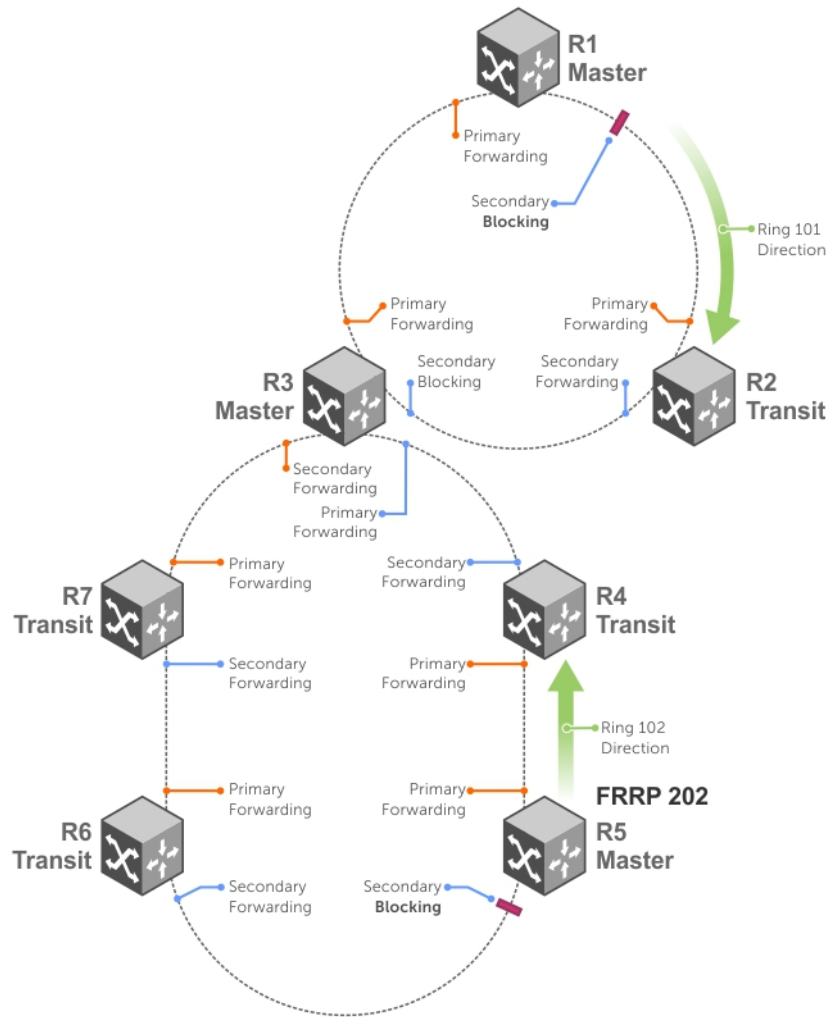 R1
Master
Primary
Forwarding
Secondary
Blocking
Ring 101
Direction
Primary
Forwarding
Primary
Forwarding
R3
Master
Secondary
Blocking
Secondary
Forwarding
R2
Transit
Secondary
Forwarding
Primary
Forwarding
R7
Transit
Primary
Forwarding
Secondary
Forwarding
R4
Transit
Secondary
Forwarding
Primary
Forwarding
Ring 102
Direction
Primary
Forwarding
Primary
Forwarding
FRRP 202
R6
Transit
R5
Master
Secondary
Forwarding
Secondary
Blocking